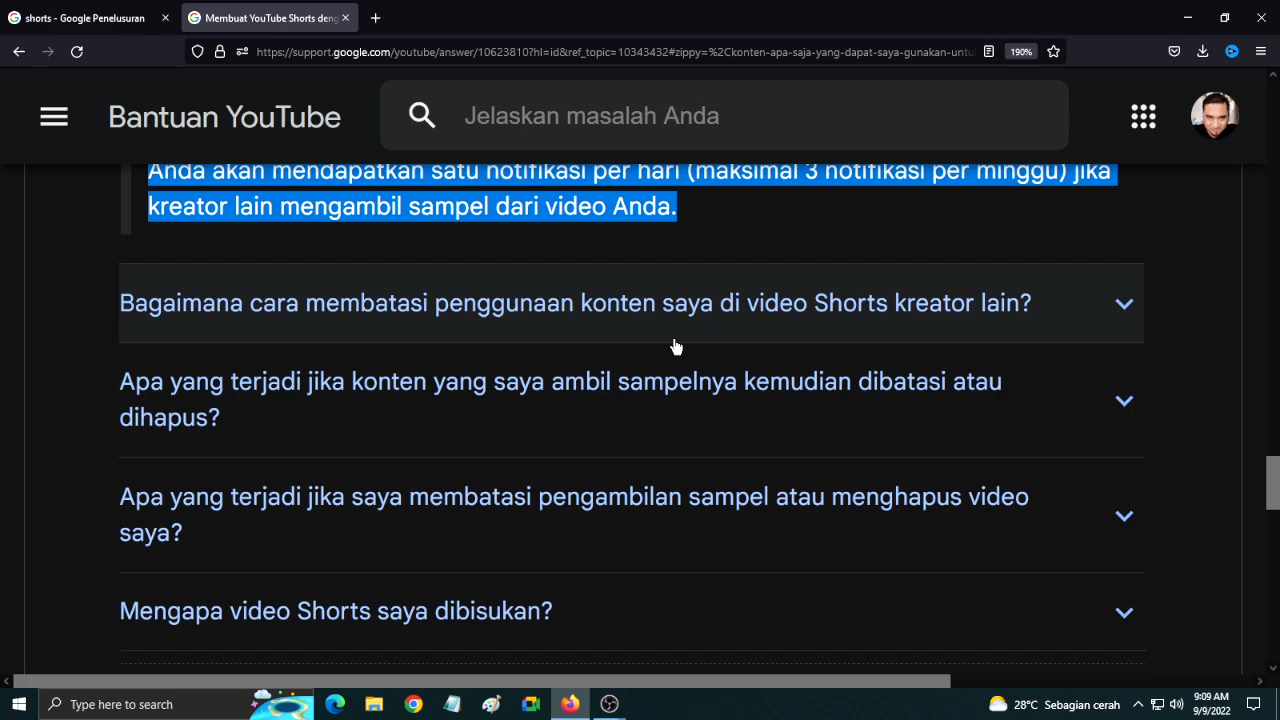 shorts - Google Penelusuran
Membuat YouTube Shorts deng
https://support.google.com/youtube/answer/10623810?hl=id&ref_topic=10343432#zippy=%2Ckonten-apa-saja-yang-dapat-saya-gunakan-untu
190%
Bantuan YouTube
Jelaskan masalah Anda
Anda akan mendapatkan satu notifikasi per hari (maksimal 3 notifikasi per minggu) jika
kreator lain mengambil sampel dari video Anda.
Bagaimana cara membatasi penggunaan konten saya di video Shorts kreator lain?
Apa yang terjadi jika konten yang saya ambil sampelnya kemudian dibatasi atau
dihapus?
Apa yang terjadi jika saya membatasi pengambilan sampel atau menghapus video
saya?
Mengapa video Shorts saya dibisukan?
Type here to search
28°C Sebagian cerah
9:09 AM
9/9/2022